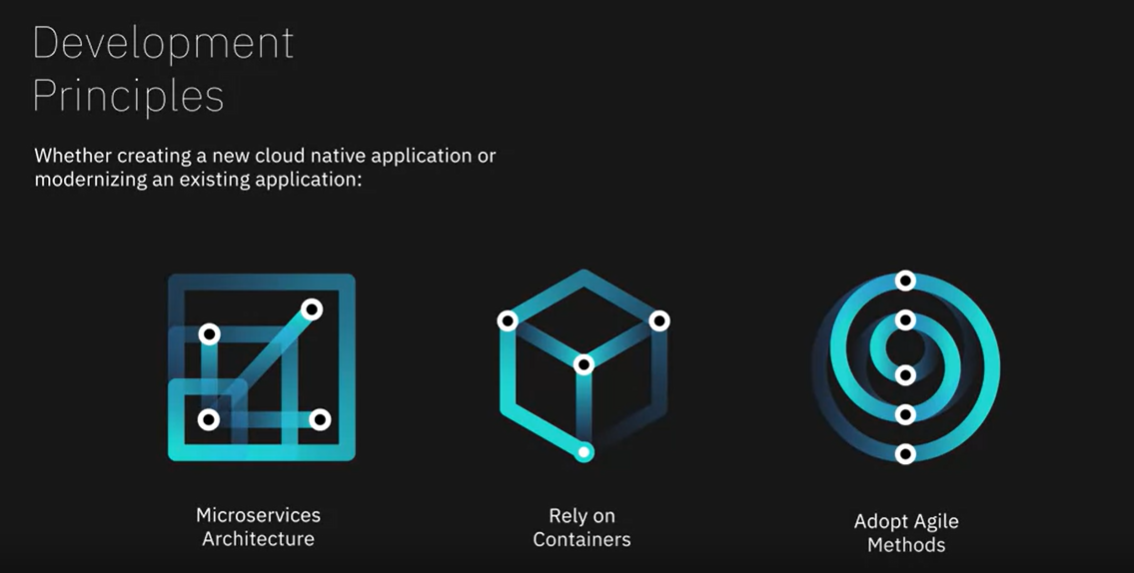 Development
Principles
Whether creating a new cloud native application or
modernizing an existing application:
Microservices
Architecture
Rely on
Containers
Adopt Agile
Methods